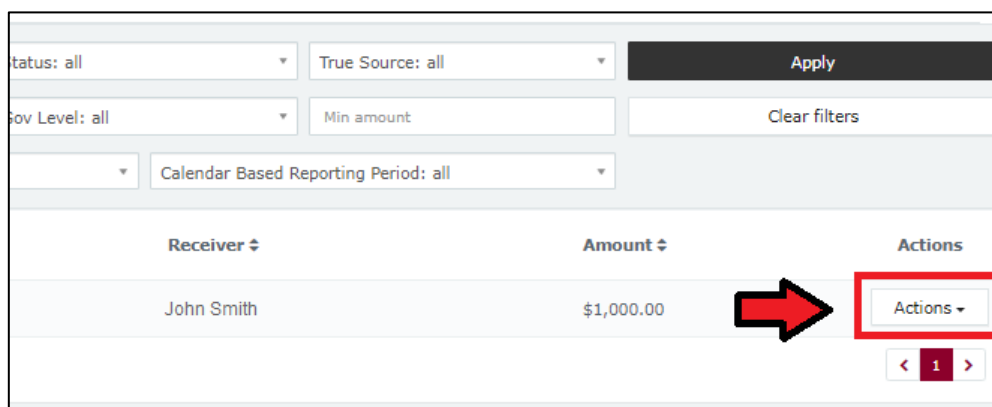 Status: all True Source: all Apply
Gov Level: all Min amount Clear filters
Calendar Based Reporting Period: all
Receiver Amount Actions
John Smith $1,000.00 Actions
1